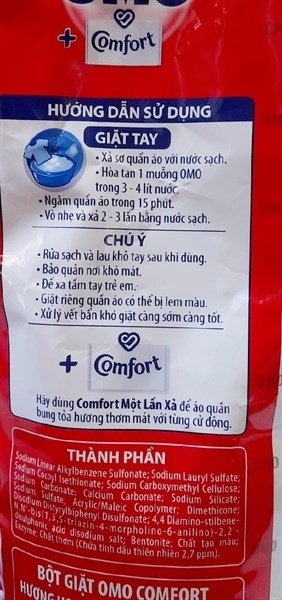 OMO
+ Comfort
HƯỚNG DẪN SỬ DỤNG
GIẶT TAY
• Xả sơ quần áo với nước sạch.
• Hòa tan 1 muỗng OMO
trong 3 - 4 lít nước.
• Ngâm quần áo trong 15 phút.
• Vò nhẹ và xả 2 - 3 lần bằng nước sạch.
CHÚ Ý
• Rửa sạch và lau khô tay sau khi dùng.
• Bảo quản nơi khô mát.
• Để xa tầm tay trẻ em.
• Giặt riêng quần áo có thể bị lem màu.
• Xử lý vết bẩn khó giặt càng sớm càng tốt.
+ Comfort
Hãy dùng Comfort Một Lần Xả để áo quần
bung tỏa hương thơm mát với từng cử động.
THÀNH PHẦN
Sodium Linear Alkylbenzene Sulfonate; Sodium Lauryl Sulfate;
Sodium Cocoyl Isethionate; Sodium Carboxymethyl Cellulose;
Sodium Carbonate; Calcium Carbonate; Sodium Silicate;
Sodium Sulfate; Acrylic/Maleic Copolymer; Dimethicone;
Disodium Distyrylbiphenyl Disulfonate; 4,4 Diamino-stilbene-
N,N'-bis(1,3,5-triazin-4-morpholino-6-anilino)-2,2-
Disulphonic acid disodium salt; Bentonite; Chất tạo màu;
Enzyme; Chất thơm (Chứa tinh dầu thiên nhiên 2,7 ppm).
BỘT GIẶT OMO COMFORT
HƯƠNG